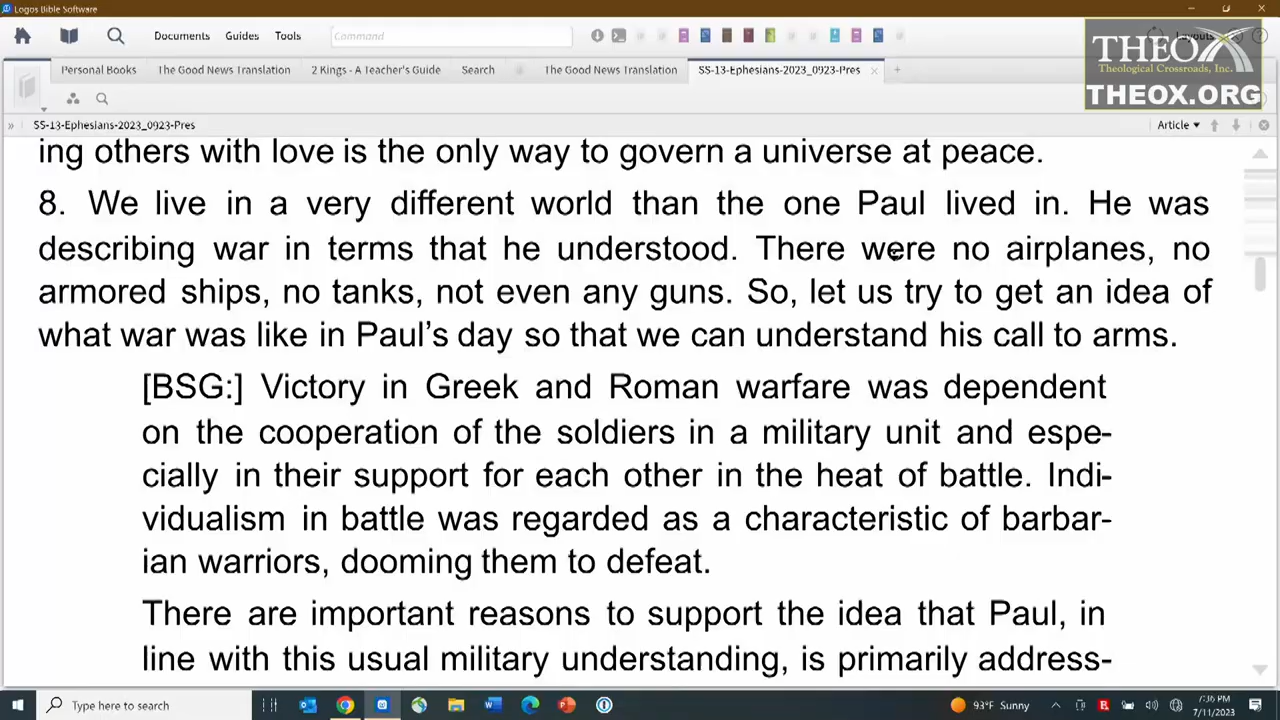 Logos Bible Software
Documents Guides Tools Command Layouts
THEOX
Theological Crossroads, Inc.
THEOX.ORG
Personal Books The Good News Translation 2 Kings - A Teacher's Guide Search The Good News Translation SS-13-Ephesians-2023_0923-Pres
SS-13-Ephesians-2023_0923-Pres Article
ing others with love is the only way to govern a universe at peace.
8. We live in a very different world than the one Paul lived in. He was
describing war in terms that he understood. There were no airplanes, no
armored ships, no tanks, not even any guns. So, let us try to get an idea of
what war was like in Paul’s day so that we can understand his call to arms.
[BSG:] Victory in Greek and Roman warfare was dependent
on the cooperation of the soldiers in a military unit and espe-
cially in their support for each other in the heat of battle. Indi-
vidualism in battle was regarded as a characteristic of barbar-
ian warriors, dooming them to defeat.
There are important reasons to support the idea that Paul, in
line with this usual military understanding, is primarily address-
Type here to search 93°F Sunny 7:36 PM
7/11/2023